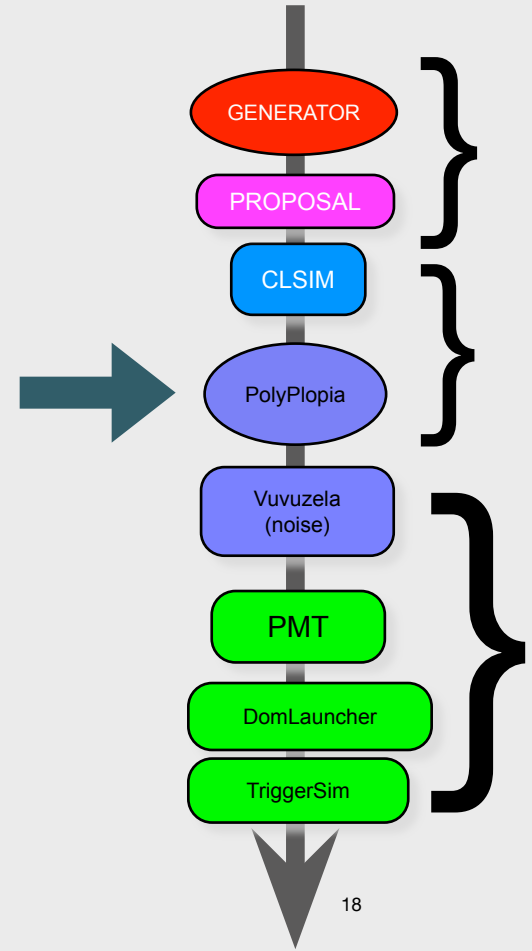 GENERATOR
PROPOSAL
CLSIM
PolyPlopia
Vuvuzela
(noise)
PMT
DomLauncher
TriggerSim
18